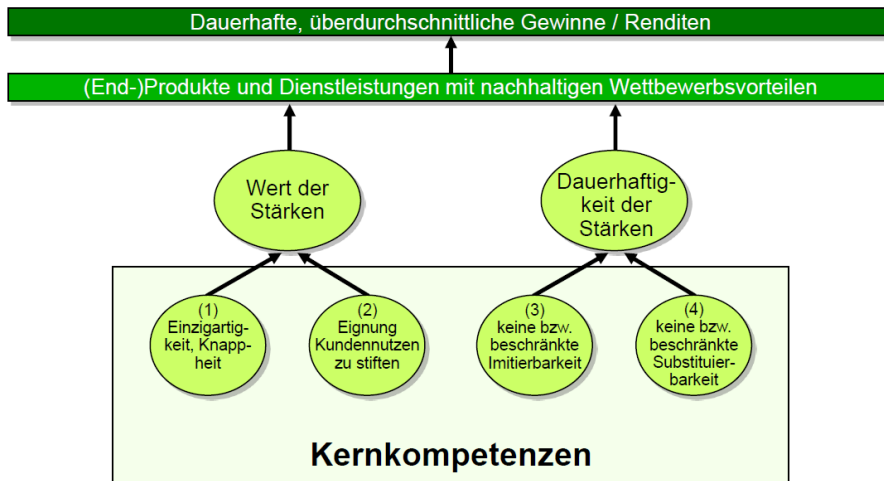 Dauerhafte, überdurchschnittliche Gewinne / Renditen
(End-)Produkte und Dienstleistungen mit nachhaltigen Wettbewerbsvorteilen
Wert der
Stärken
Dauerhaftig-
keit der
Stärken
(1)
Einzigartig-
keit, Knapp-
heit
(2)
Eignung
Kundennutzen
zu stiften
(3)
keine bzw.
beschränkte
Imitierbarkeit
(4)
keine bzw.
beschränkte
Substituier-
barkeit
Kernkompetenzen